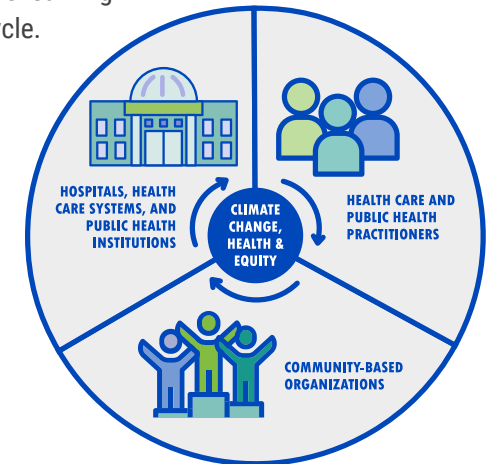 ycle.
HOSPITALS, HEALTH
CARE SYSTEMS, AND
PUBLIC HEALTH
INSTITUTIONS
CLIMATE
CHANGE,
HEALTH &
EQUITY
HEALTH CARE AND
PUBLIC HEALTH
PRACTITIONERS
COMMUNITY-BASED
ORGANIZATIONS